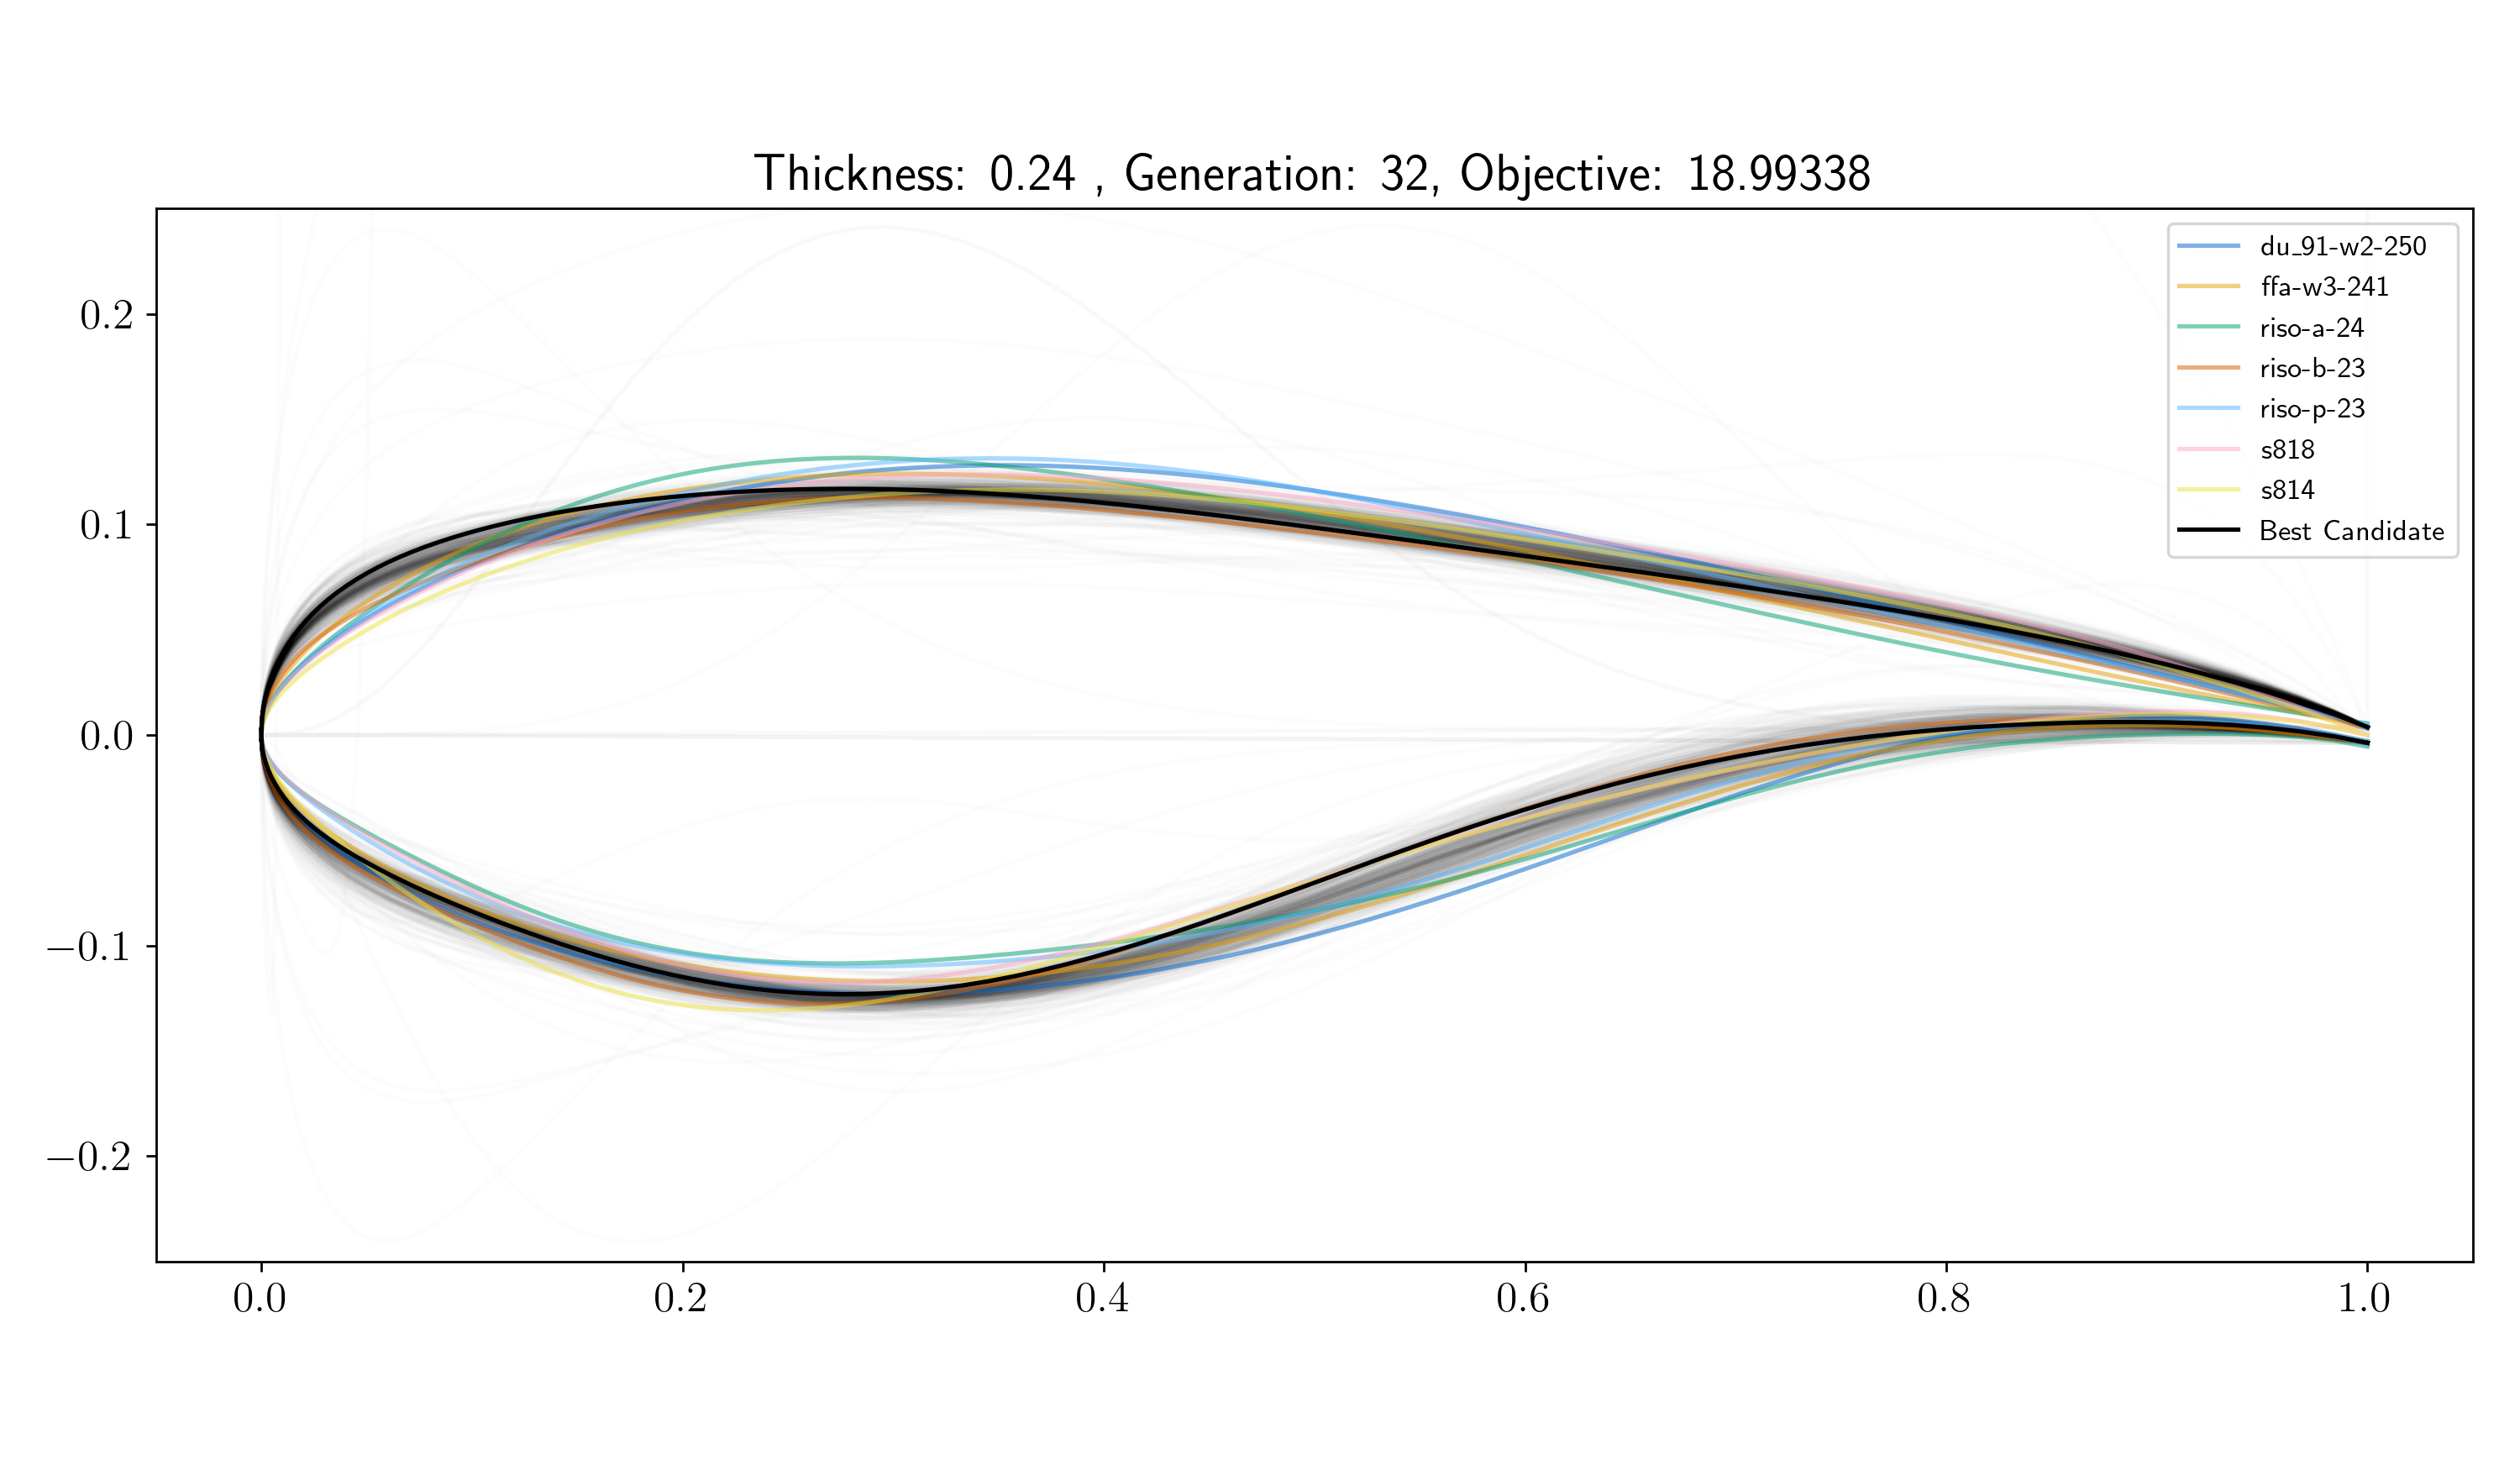 Thickness: 0.24 , Generation: 32, Objective: 18.99338
du_91-w2-250
ffa-w3-241
riso-a-24
riso-b-23
riso-p-23
s818
s814
Best Candidate
0.2
0.1
0.0
−0.1
−0.2
0.0 0.2 0.4 0.6 0.8 1.0